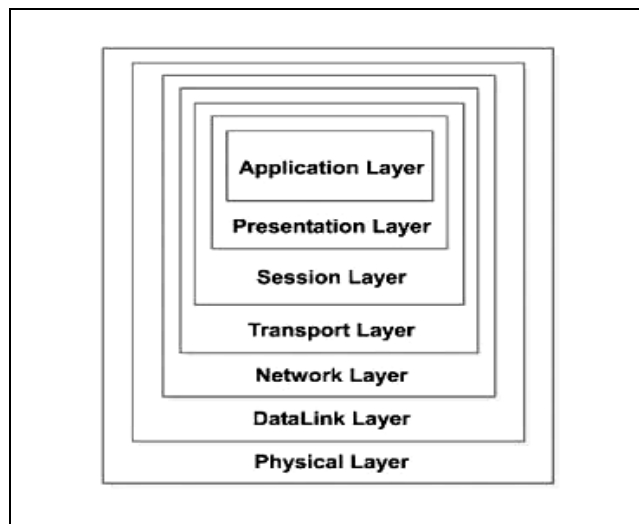 Application Layer
Presentation Layer
Session Layer
Transport Layer
Network Layer
DataLink Layer
Physical Layer